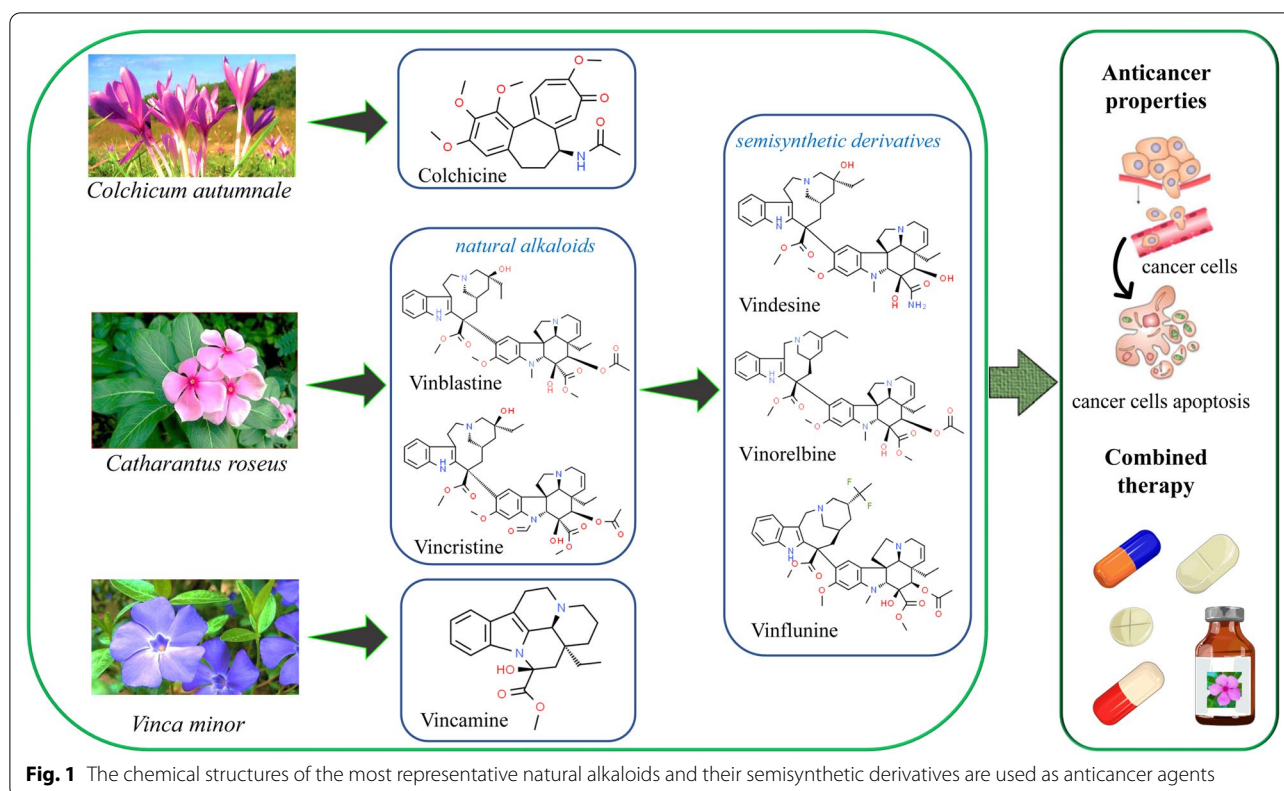 Colchicum autumnale
Colchicine
natural alkaloids
Catharantus roseus
Vinblastine
Vincristine
Vinca minor
Vincamine
semisynthetic derivatives
Vindesine
Vinorelbine
Vinflunine
Anticancer
properties
cancer cells
cancer cells apoptosis
Combined
therapy
Fig. 1 The chemical structures of the most representative natural alkaloids and their semisynthetic derivatives are used as anticancer agents